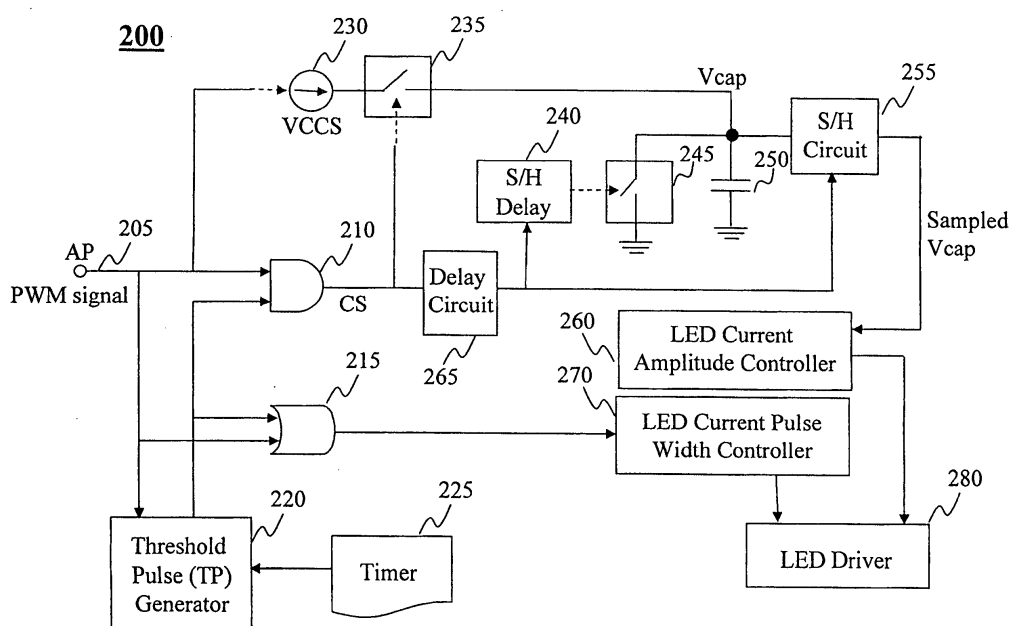 200
230
235
Vcap
255
VCCS
240
S/H
Circuit
S/H
Delay
245
250
Sampled
Vcap
AP
205
PWM signal
210
CS
Delay
Circuit
265
260
LED Current
Amplitude Controller
215
270
LED Current Pulse
Width Controller
220
225
280
Threshold
Pulse (TP)
Generator
Timer
LED Driver